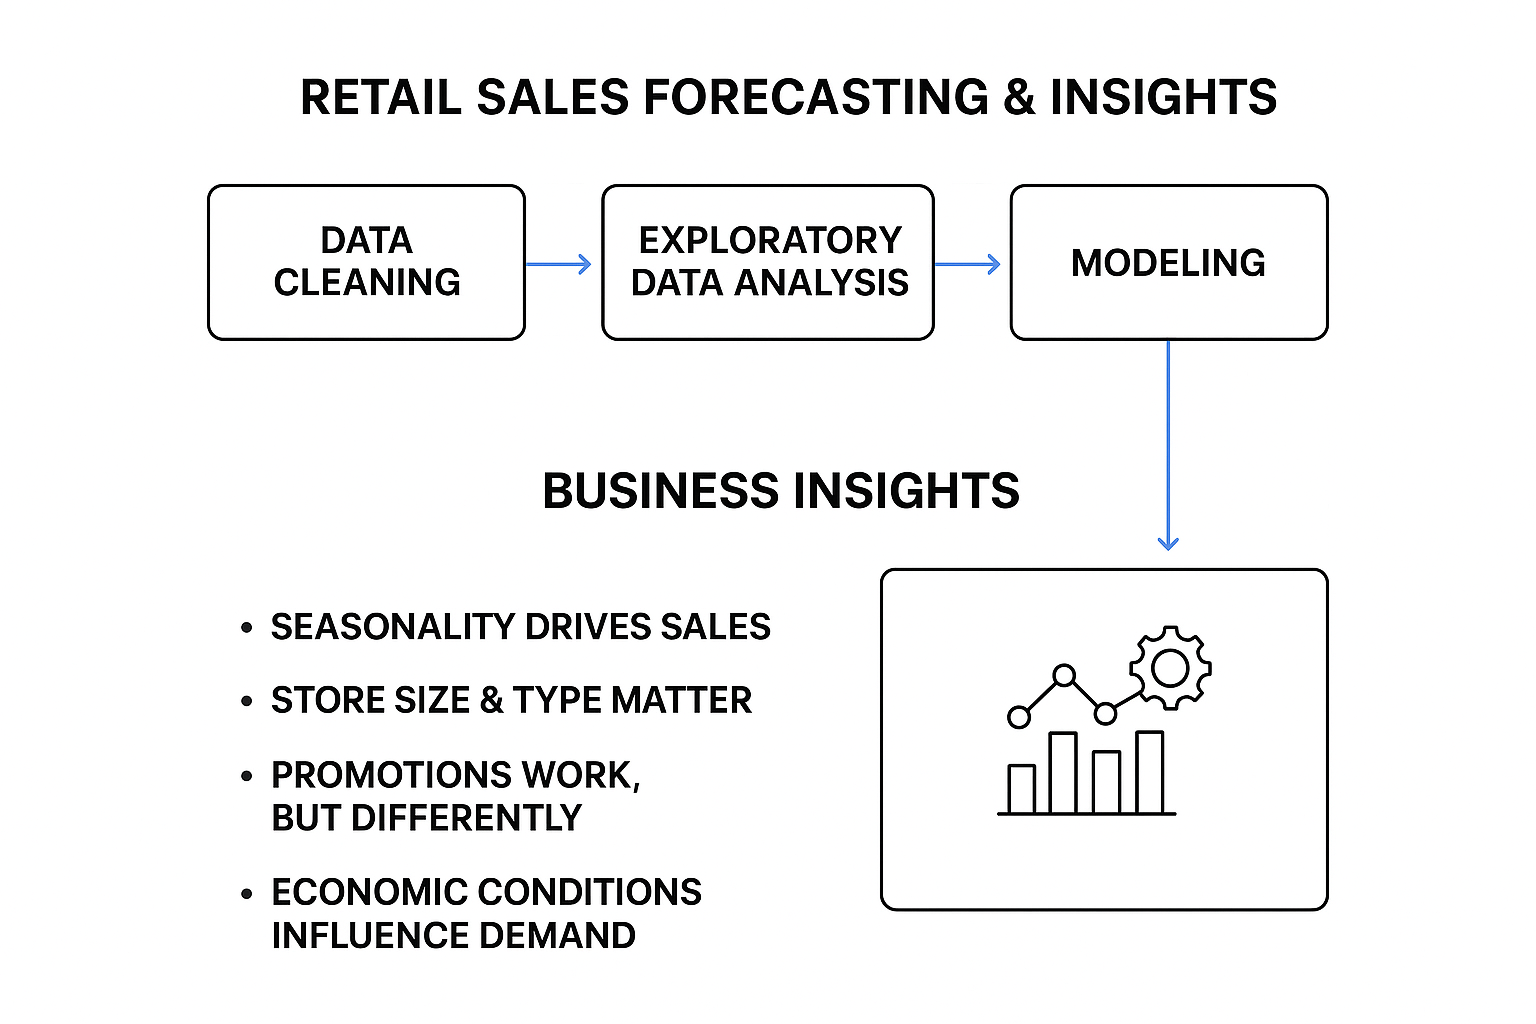 RETAIL SALES FORECASTING & INSIGHTS
DATA
CLEANING
EXPLORATORY
DATA ANALYSIS
MODELING
BUSINESS INSIGHTS
• SEASONALITY DRIVES SALES
• STORE SIZE & TYPE MATTER
• PROMOTIONS WORK,
BUT DIFFERENTLY
• ECONOMIC CONDITIONS
INFLUENCE DEMAND